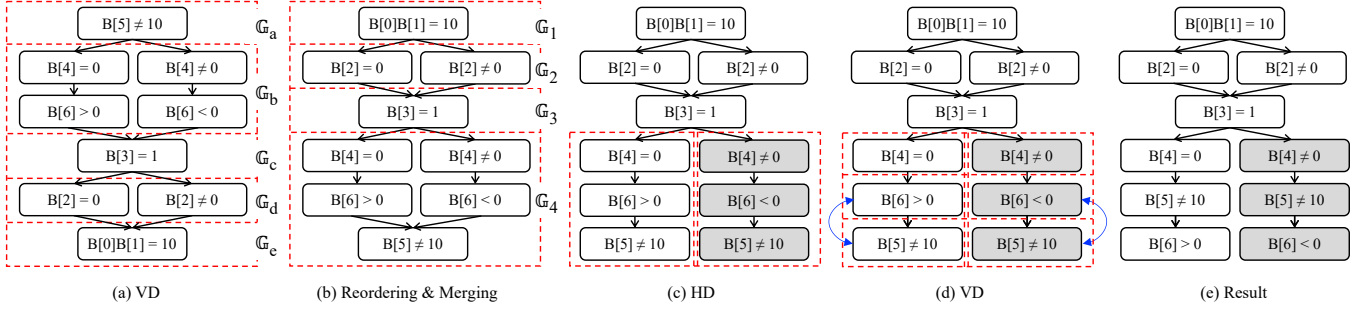 B[5] ≠ 10
𝔾a
B[4] = 0
B[4] ≠ 0
𝔾b
B[6] > 0
B[6] < 0
B[3] = 1
𝔾c
B[2] = 0
B[2] ≠ 0
𝔾d
B[0]B[1] = 10
𝔾e
(a) VD
B[0]B[1] = 10
𝔾1
B[2] = 0
B[2] ≠ 0
𝔾2
B[3] = 1
𝔾3
B[4] = 0
B[4] ≠ 0
B[6] > 0
B[6] < 0
𝔾4
B[5] ≠ 10
(b) Reordering & Merging
B[0]B[1] = 10
B[2] = 0
B[2] ≠ 0
B[3] = 1
B[4] = 0
B[4] ≠ 0
B[6] > 0
B[6] < 0
B[5] ≠ 10
B[5] ≠ 10
(c) HD
B[0]B[1] = 10
B[2] = 0
B[2] ≠ 0
B[3] = 1
B[4] = 0
B[4] ≠ 0
B[6] > 0
B[6] < 0
B[5] ≠ 10
B[5] ≠ 10
(d) VD
B[0]B[1] = 10
B[2] = 0
B[2] ≠ 0
B[3] = 1
B[4] = 0
B[4] ≠ 0
B[5] ≠ 10
B[5] ≠ 10
B[6] > 0
B[6] < 0
(e) Result